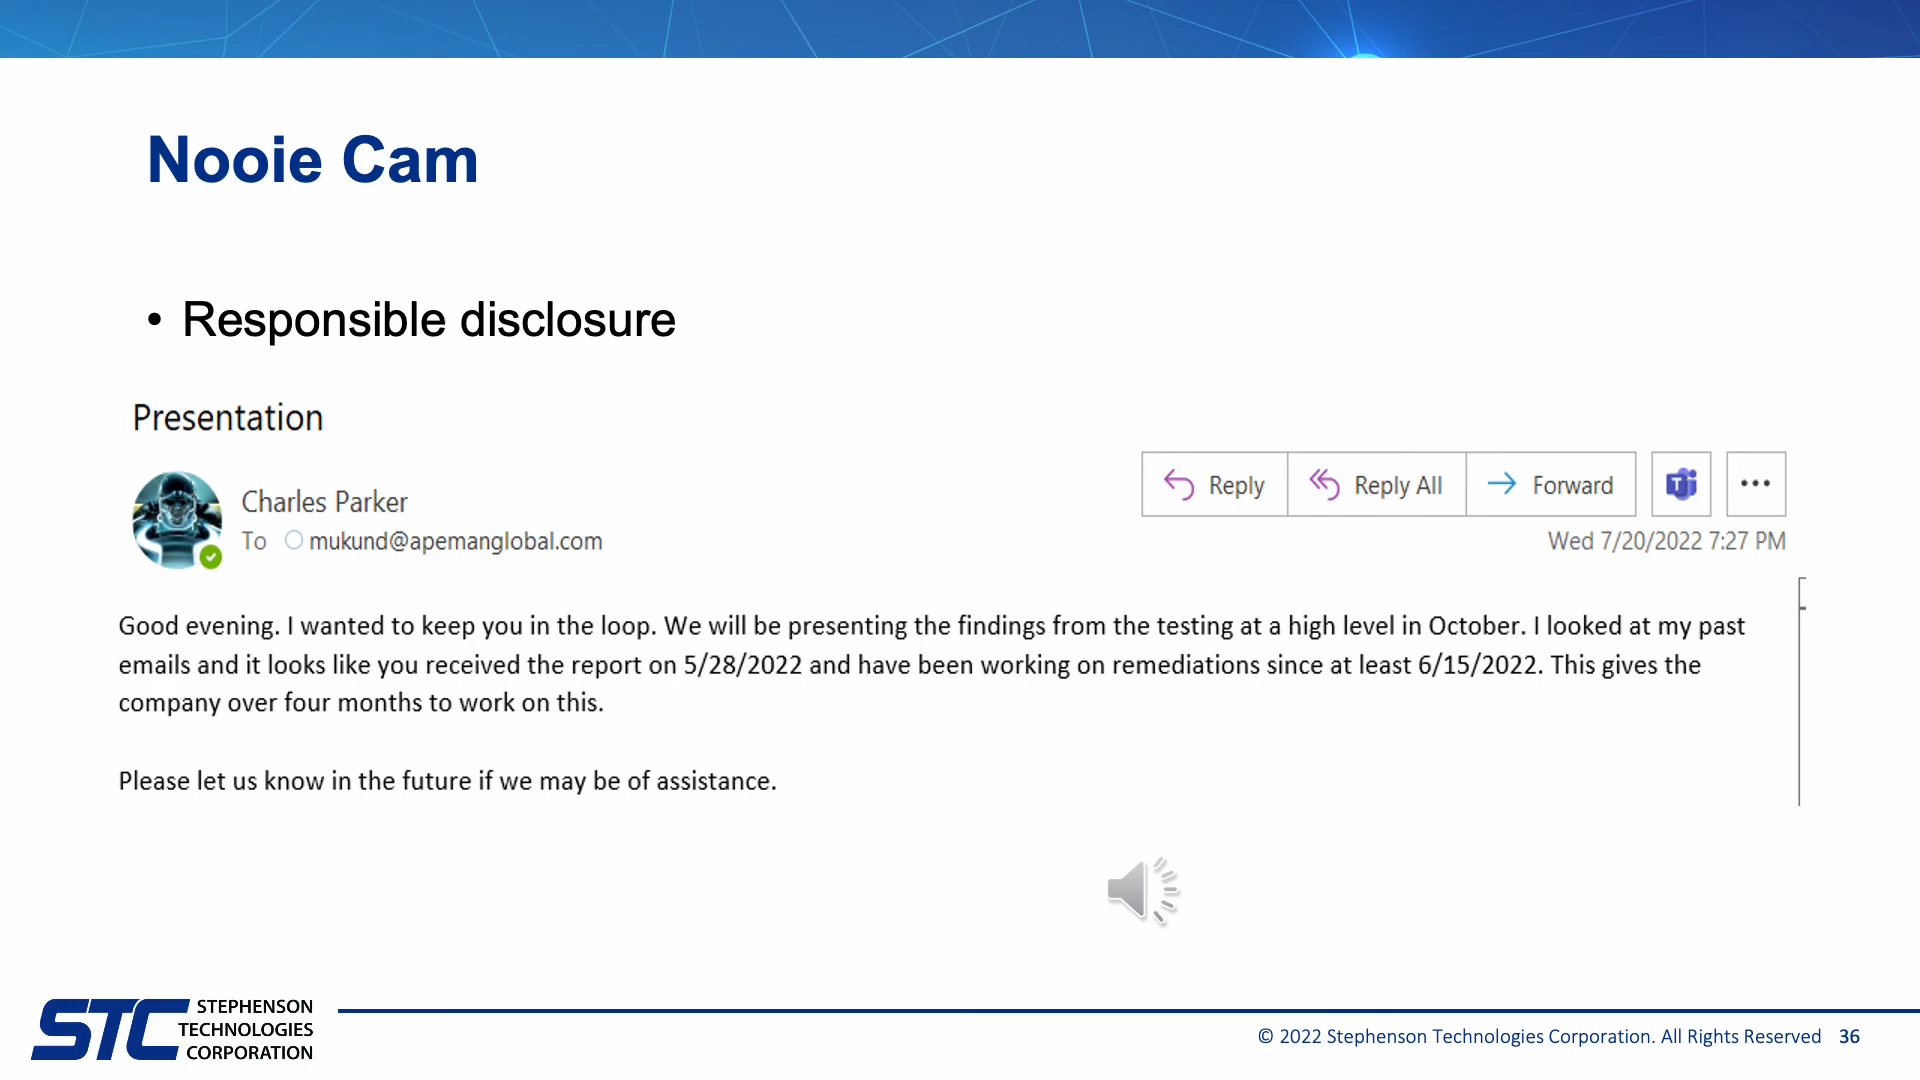 Nooie Cam
• Responsible disclosure
Presentation
Charles Parker
To mukund@apemanglobal.com
Reply
Reply All
Forward
T
Wed 7/20/2022 7:27 PM
Good evening. I wanted to keep you in the loop. We will be presenting the findings from the testing at a high level in October. I looked at my past
emails and it looks like you received the report on 5/28/2022 and have been working on remediations since at least 6/15/2022. This gives the
company over four months to work on this.
Please let us know in the future if we may be of assistance.
STC
STEPHENSON
TECHNOLOGIES
CORPORATION
© 2022 Stephenson Technologies Corporation. All Rights Reserved 36